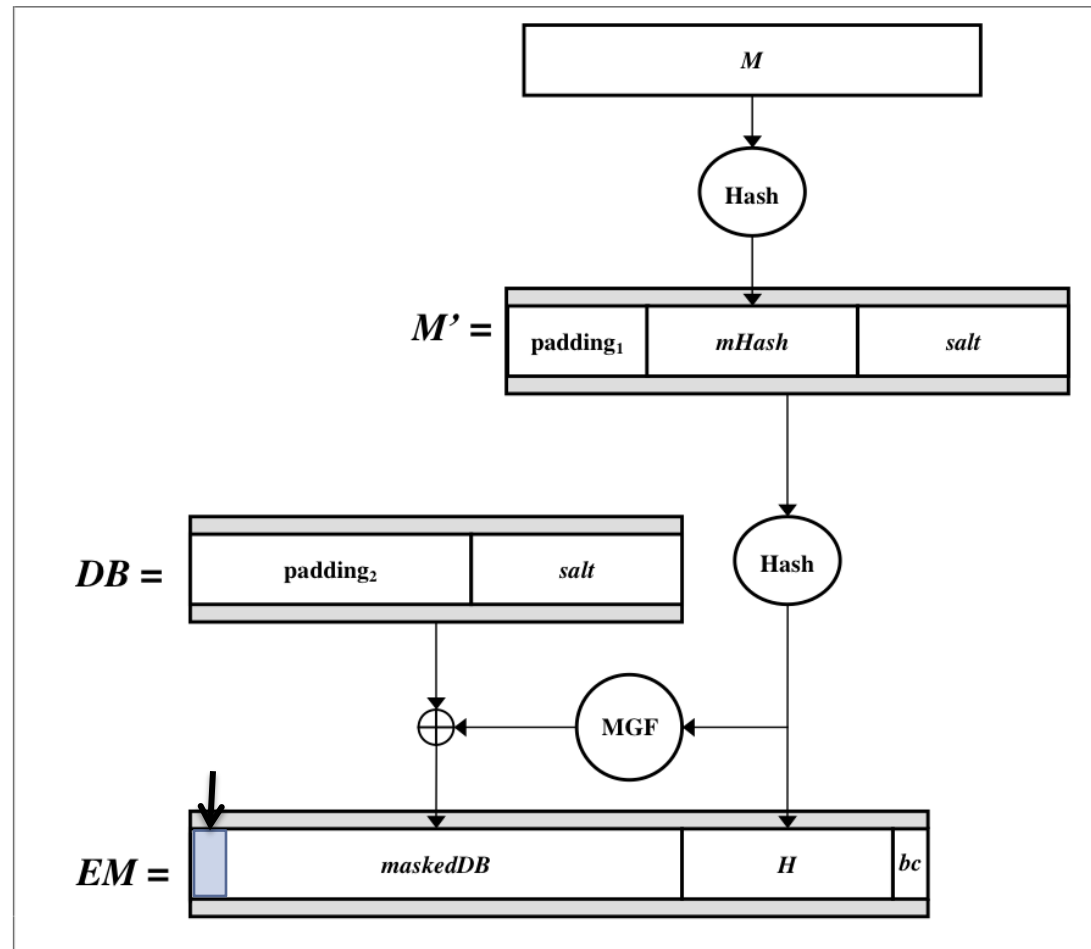 M
Hash
M’ =
padding₁ mHash salt
DB =
padding₂ salt
Hash
MGF
EM =
maskedDB H bc